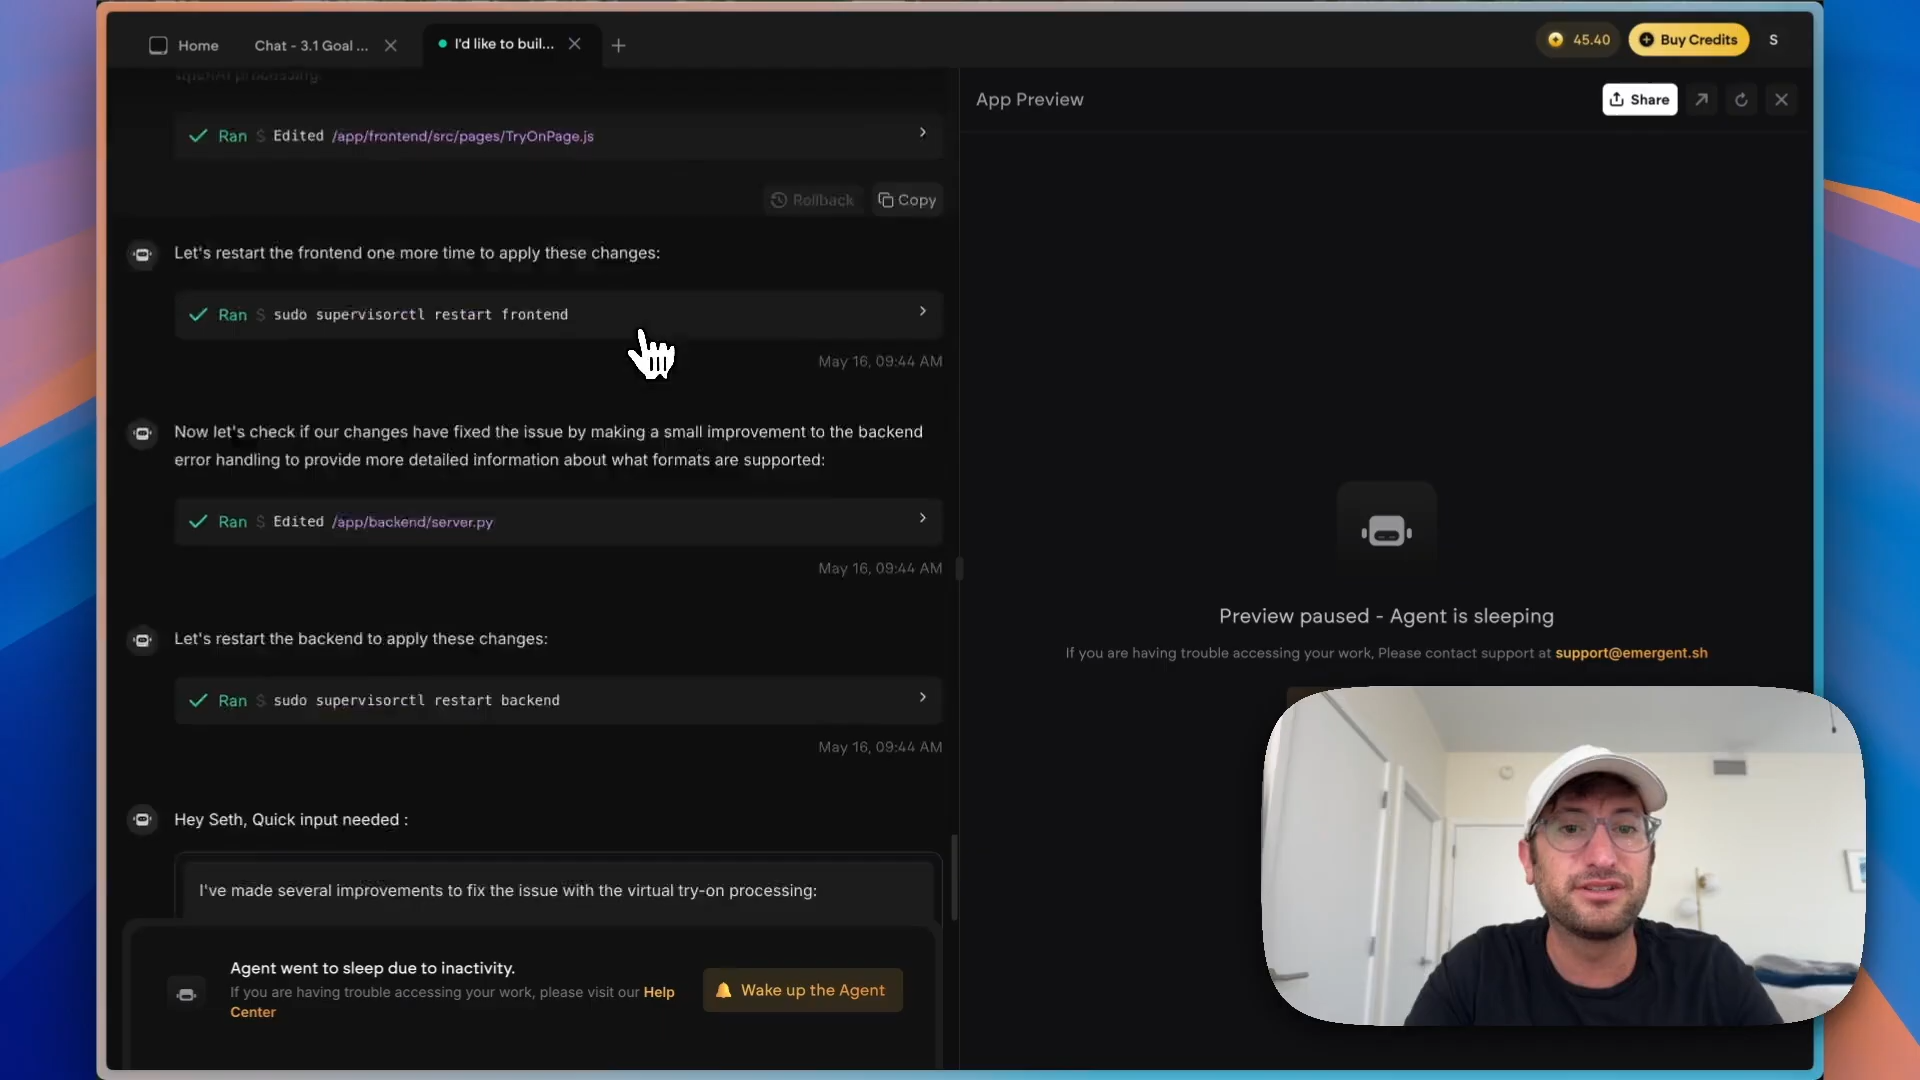 Home
Chat - 3.1 Goal ...
I'd like to buil...
45.40
Buy Credits
S
App Preview
Share
Ran $ Edited /app/frontend/src/pages/TryOnPage.js
Rollback
Copy
Let's restart the frontend one more time to apply these changes:
Ran $ sudo supervisorctl restart frontend
May 16, 09:44 AM
Now let's check if our changes have fixed the issue by making a small improvement to the backend
error handling to provide more detailed information about what formats are supported:
Ran $ Edited /app/backend/server.py
May 16, 09:44 AM
Let's restart the backend to apply these changes:
Ran $ sudo supervisorctl restart backend
May 16, 09:44 AM
Hey Seth, Quick input needed :
I've made several improvements to fix the issue with the virtual try-on processing:
Agent went to sleep due to inactivity.
If you are having trouble accessing your work, please visit our Help
Center
Wake up the Agent
Preview paused - Agent is sleeping
If you are having trouble accessing your work, Please contact support at support@emergent.sh